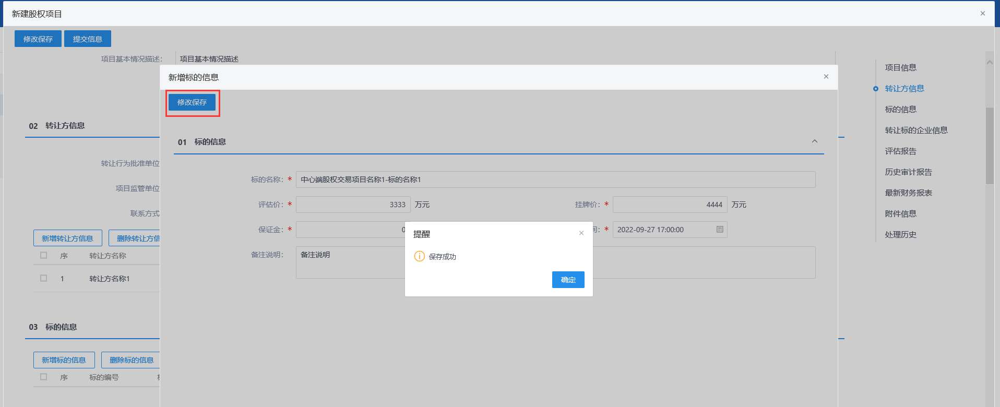 新建股权项目
修改保存 提交信息
项目基本情况描述： 项目基本情况描述
新增标的信息
修改保存
01 标的信息
标的名称：* 中心端股权交易项目名称1-标的名称1
评估价：* 3333 万元 挂牌价：* 4444 万元
保证金：* 0 间：* 2022-09-27 17:00:00
备注说明： 备注说明
提醒
保存成功
确定
02 转让方信息
转让行为批准单位
项目监管单位
联系方式
新增转让方信息 删除转让方信
序 转让方名称
1 转让方名称1
03 标的信息
新增标的信息 删除标的信息
序 标的编号
项目信息
转让方信息
标的信息
转让标的企业信息
评估报告
历史审计报告
最新财务报表
附件信息
处理历史